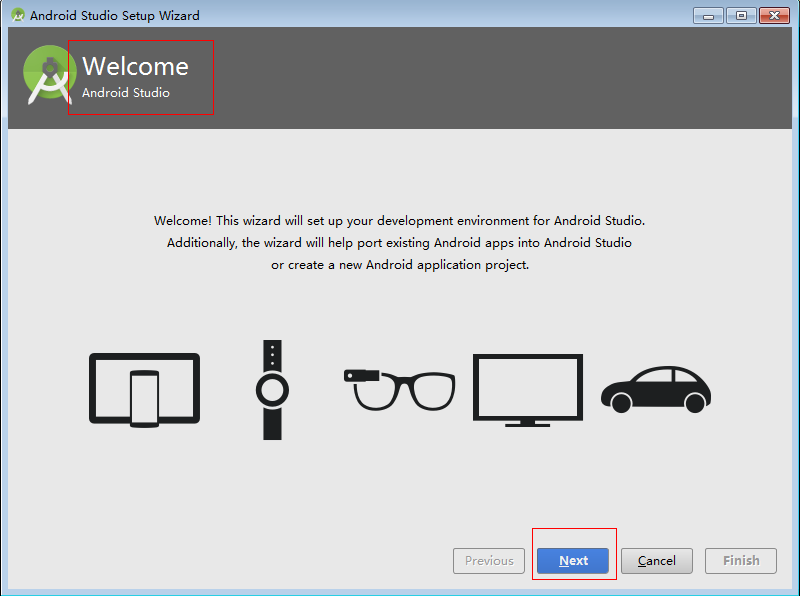 Android Studio Setup Wizard
Welcome
Android Studio
Welcome! This wizard will set up your development environment for Android Studio.
Additionally, the wizard will help port existing Android apps into Android Studio
or create a new Android application project.
Previous Next Cancel Finish